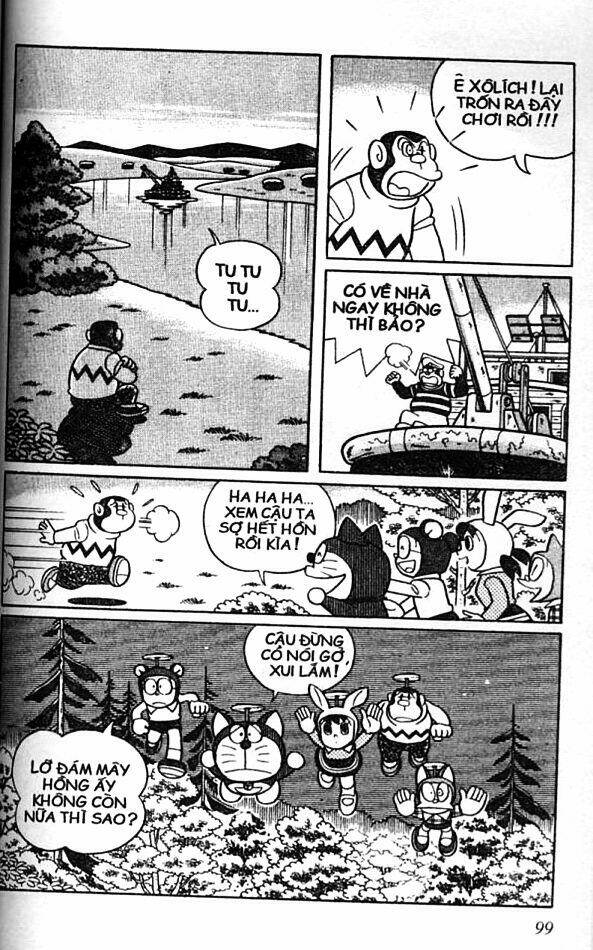 TU TU
TU
TU...
Ê XÔLÍCH! LẠI
TRỐN RA ĐÂY
CHƠI RỒI!!!
CÓ VỀ NHÀ
NGAY KHÔNG
THÌ BẢO?
HA HA HA...
XEM CẬU TA
SỢ HẾT HỒN
RỒI KÌA!
CẬU ĐỪNG
CÓ NÓI GỞ,
XUI LẮM!
LỠ ĐÁM MÂY
HỒNG ẤY
KHÔNG CÒN
NỮA THÌ SAO?
99